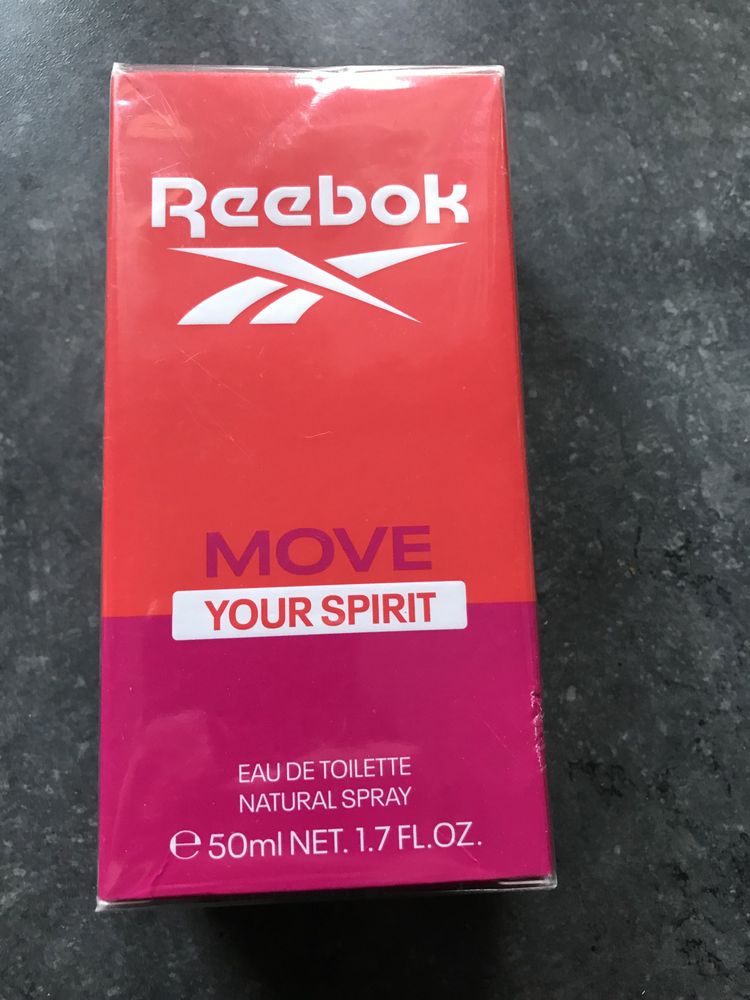 Reebok
MOVE
YOUR SPIRIT
EAU DE TOILETTE
NATURAL SPRAY
℮ 50ml NET. 1.7 FL.OZ.